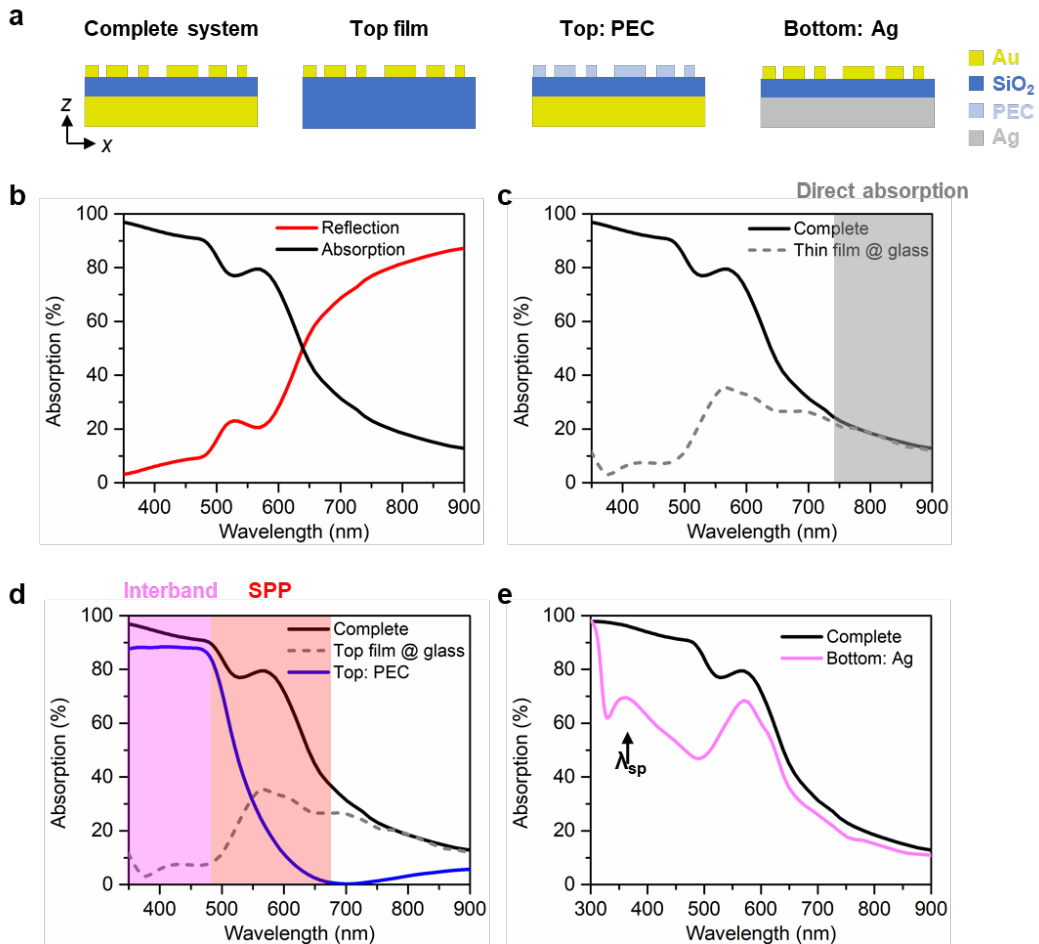 a
Complete system
Top film
Top: PEC
Bottom: Ag
Au
SiO₂
PEC
Ag
z
x
b
Reflection
Absorption
Absorption (%)
100
80
60
40
20
0
400 500 600 700 800 900
Wavelength (nm)
c
Direct absorption
Complete
Thin film @ glass
Absorption (%)
100
80
60
40
20
0
400 500 600 700 800 900
Wavelength (nm)
d
Interband
SPP
Complete
Top film @ glass
Top: PEC
Absorption (%)
100
80
60
40
20
0
400 500 600 700 800 900
Wavelength (nm)
e
Complete
Bottom: Ag
λsp
Absorption (%)
100
80
60
40
20
0
300 400 500 600 700 800 900
Wavelength (nm)